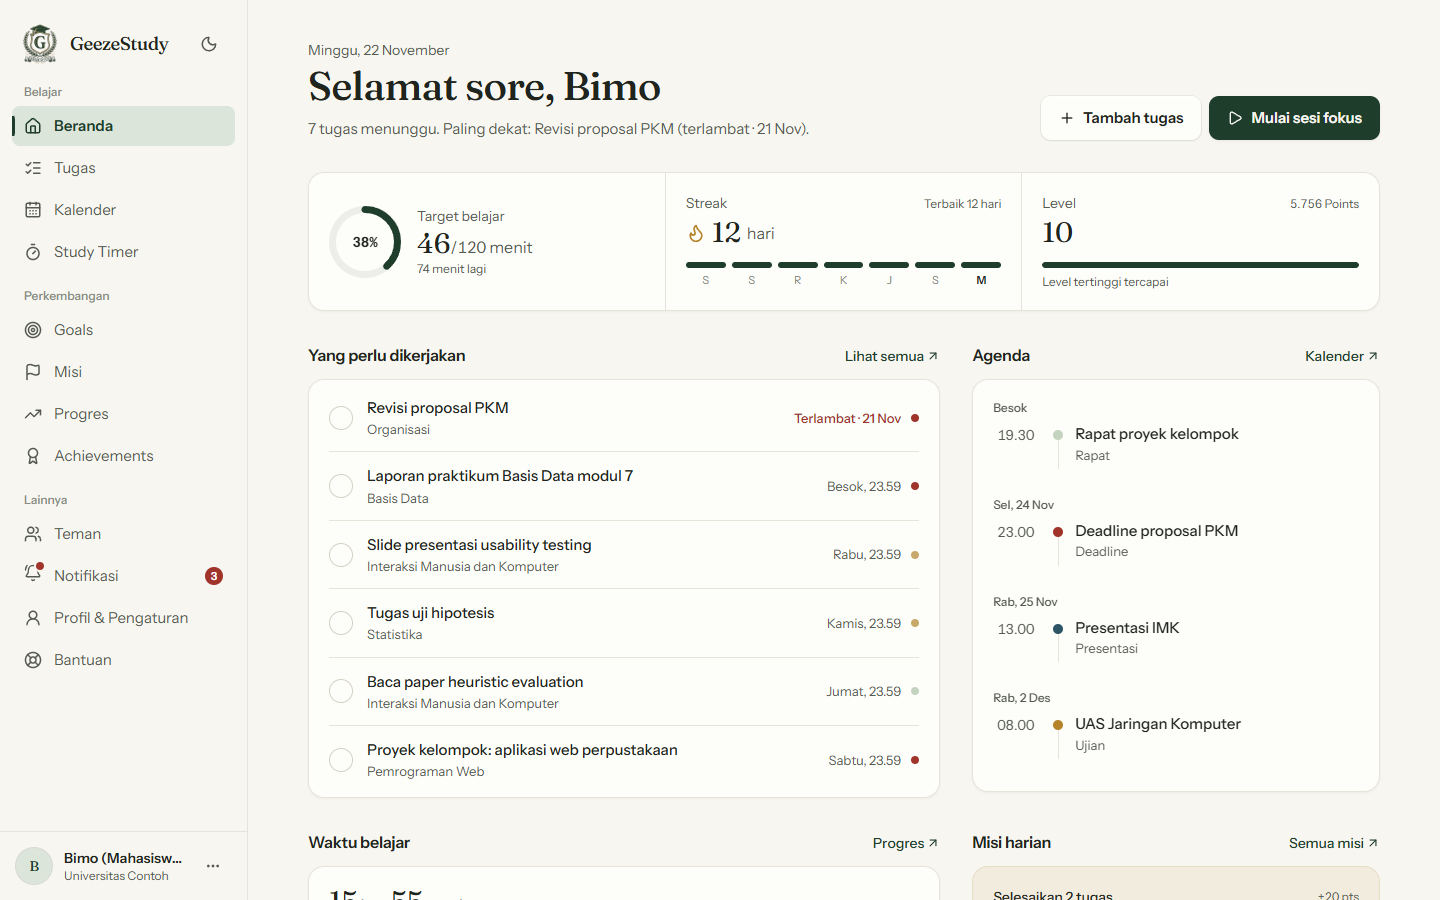 G
GeezeStudy
Belajar
Beranda
Tugas
Kalender
Study Timer
Perkembangan
Goals
Misi
Progres
Achievements
Lainnya
Teman
Notifikasi
3
Profil & Pengaturan
Bantuan
B
Bimo (Mahasisw...
Universitas Contoh
Minggu, 22 November
Selamat sore, Bimo
7 tugas menunggu. Paling dekat: Revisi proposal PKM (terlambat · 21 Nov).
Tambah tugas
Mulai sesi fokus
38%
Target belajar
46/120 menit
74 menit lagi
Streak
Terbaik 12 hari
12 hari
S S R K J S M
Level
5.756 Points
10
Level tertinggi tercapai
Yang perlu dikerjakan
Lihat semua
Revisi proposal PKM
Organisasi
Terlambat · 21 Nov
Laporan praktikum Basis Data modul 7
Basis Data
Besok, 23.59
Slide presentasi usability testing
Interaksi Manusia dan Komputer
Rabu, 23.59
Tugas uji hipotesis
Statistika
Kamis, 23.59
Baca paper heuristic evaluation
Interaksi Manusia dan Komputer
Jumat, 23.59
Proyek kelompok: aplikasi web perpustakaan
Pemrograman Web
Sabtu, 23.59
Agenda
Kalender
Besok
19.30
Rapat proyek kelompok
Rapat
Sel, 24 Nov
23.00
Deadline proposal PKM
Deadline
Rab, 25 Nov
13.00
Presentasi IMK
Presentasi
Rab, 2 Des
08.00
UAS Jaringan Komputer
Ujian
Waktu belajar
Progres
Misi harian
Semua misi
Selesaikan 2 tugas
+20 pts